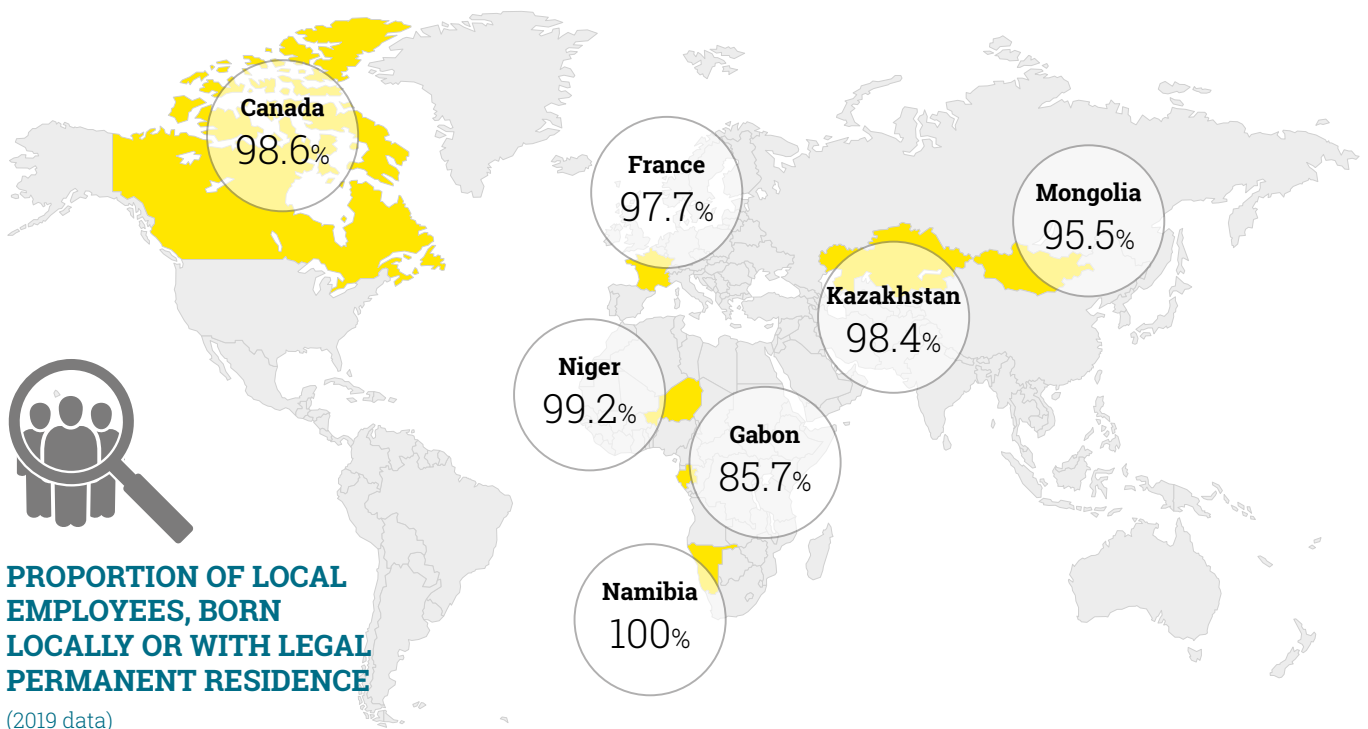 Canada
98.6%
France
97.7%
Mongolia
95.5%
Kazakhstan
98.4%
Niger
99.2%
Gabon
85.7%
Namibia
100%
PROPORTION OF LOCAL
EMPLOYEES, BORN
LOCALLY OR WITH LEGAL
PERMANENT RESIDENCE
(2019 data)